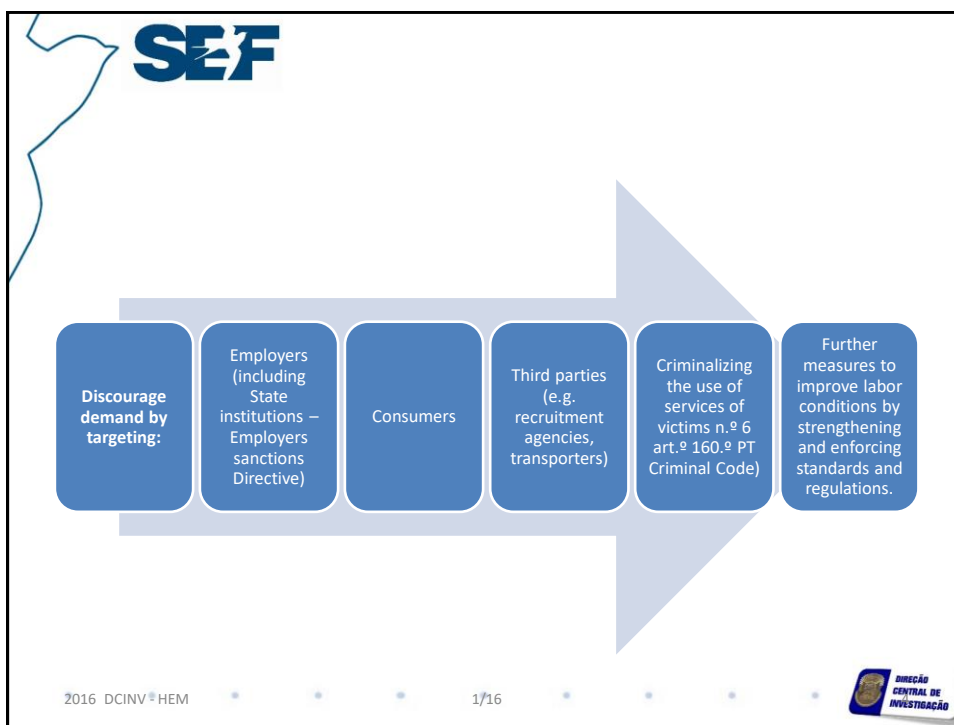 SEF
Discourage
demand by
targeting:
Employers
(including
State
institutions –
Employers
sanctions
Directive)
Consumers
Third parties
(e.g.
recruitment
agencies,
transporters)
Criminalizing
the use of
services of
victims n.º 6
art.º 160.º PT
Criminal Code)
Further
measures to
improve labor
conditions by
strengthening
and enforcing
standards and
regulations.
2016 DCINV - HEM
1/16
DIREÇÃO
CENTRAL DE
INVESTIGAÇÃO